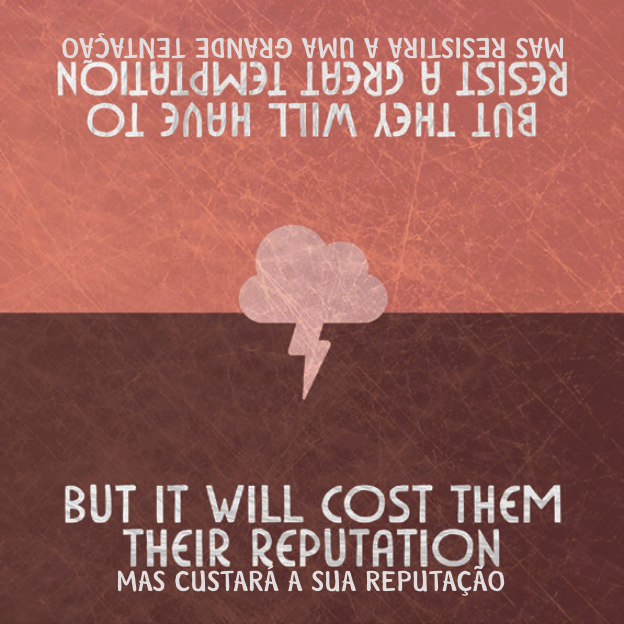 BUT THEY WILL HAVE TO
RESIST A GREAT TEMPTATION
MAS RESISTIRÁ A UMA GRANDE TENTAÇÃO
BUT IT WILL COST THEM
THEIR REPUTATION
MAS CUSTARÁ A SUA REPUTAÇÃO